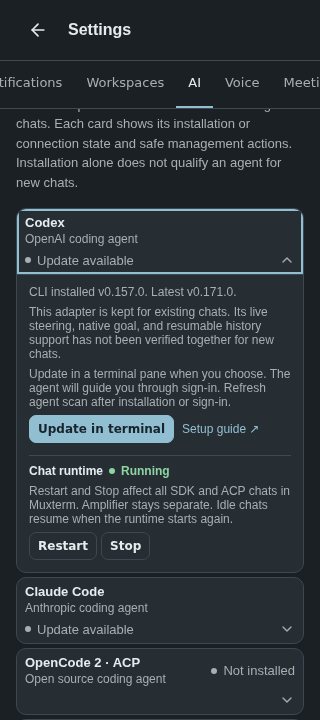 Settings
tifications Workspaces AI Voice Meeti
chats. Each card shows its installation or
connection state and safe management actions.
Installation alone does not qualify an agent for
new chats.
Codex
OpenAI coding agent
Update available
CLI installed v0.157.0. Latest v0.171.0.
This adapter is kept for existing chats. Its live
steering, native goal, and resumable history
support has not been verified together for new
chats.
Update in a terminal pane when you choose. The
agent will guide you through sign-in. Refresh
agent scan after installation or sign-in.
Update in terminal Setup guide ↗
Chat runtime Running
Restart and Stop affect all SDK and ACP chats in
Muxterm. Amplifier stays separate. Idle chats
resume when the runtime starts again.
Restart Stop
Claude Code
Anthropic coding agent
Update available
OpenCode 2 · ACP
Not installed
Open source coding agent